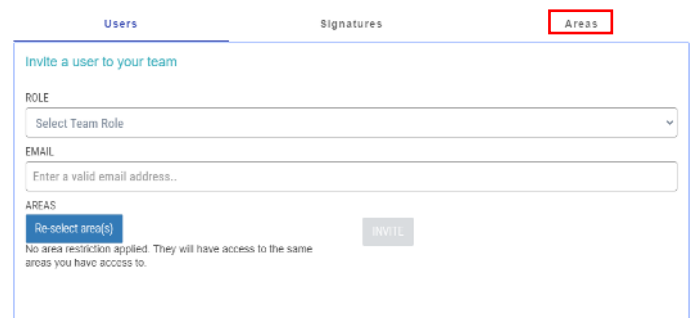 Users Signatures Areas
Invite a user to your team
ROLE
Select Team Role
EMAIL
Enter a valid email address..
AREAS
Re-select area(s)
INVITE
No area restriction applied. They will have access to the same
areas you have access to.